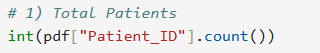 # 1) Total Patients
int(pdf["Patient_ID"].count())